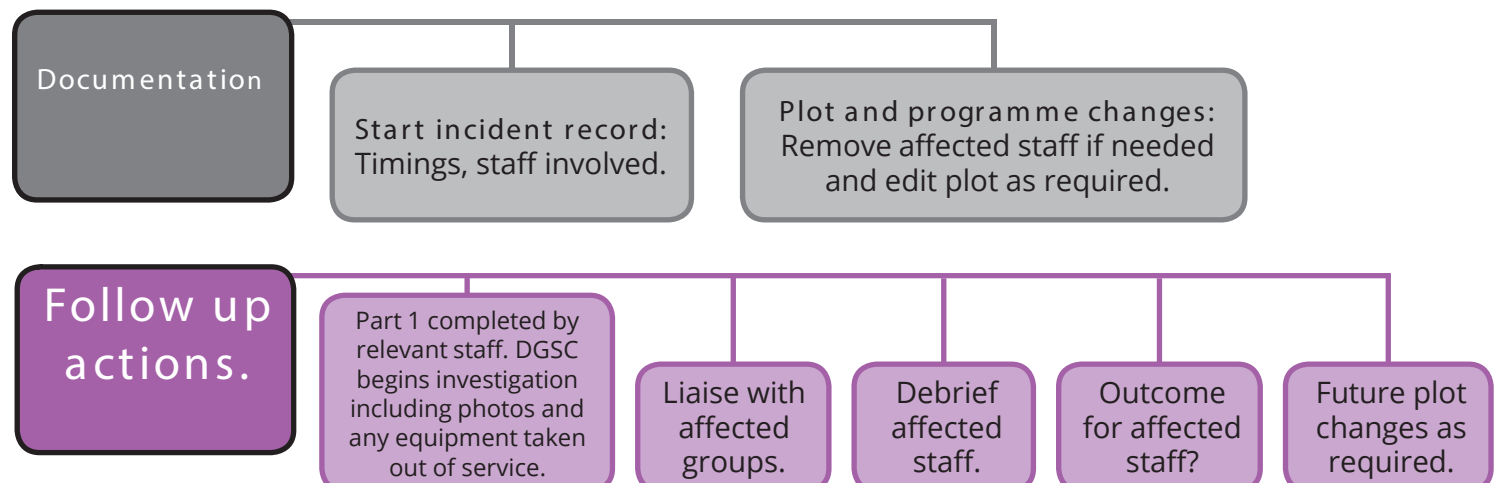 Documentation
Start incident record:
Timings, staff involved.
Plot and programme changes:
Remove affected staff if needed
and edit plot as required.
Follow up
actions.
Part 1 completed by
relevant staff. DGSC
begins investigation
including photos and
any equipment taken
out of service.
Liaise with
affected
groups.
Debrief
affected
staff.
Outcome
for affected
staff?
Future plot
changes as
required.